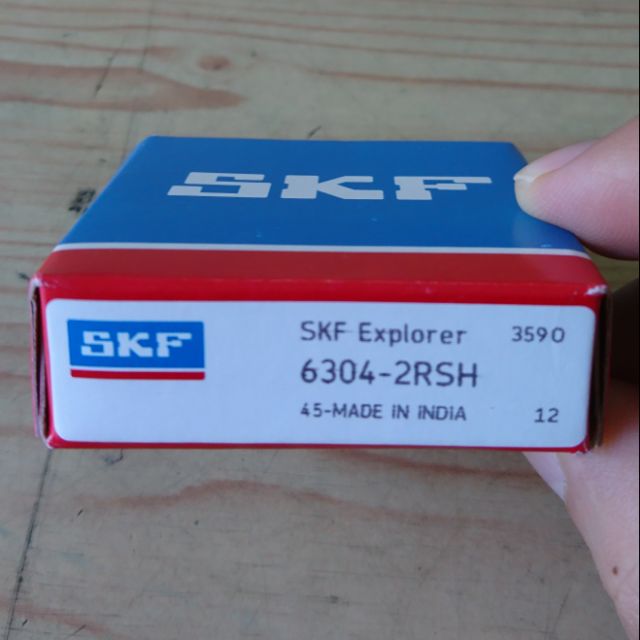 SKF
SKF
SKF Explorer 3590
6304-2RSH
45-MADE IN INDIA 12